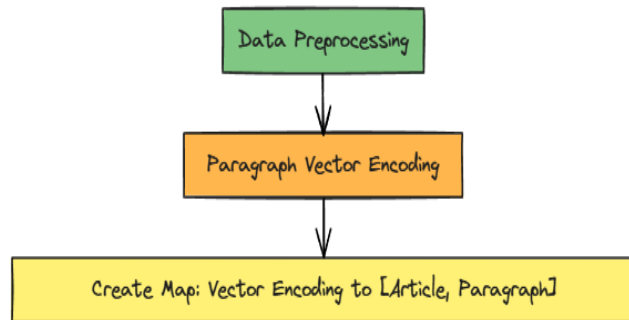 Data Preprocessing
Paragraph Vector Encoding
Create Map: Vector Encoding to [Article, Paragraph]